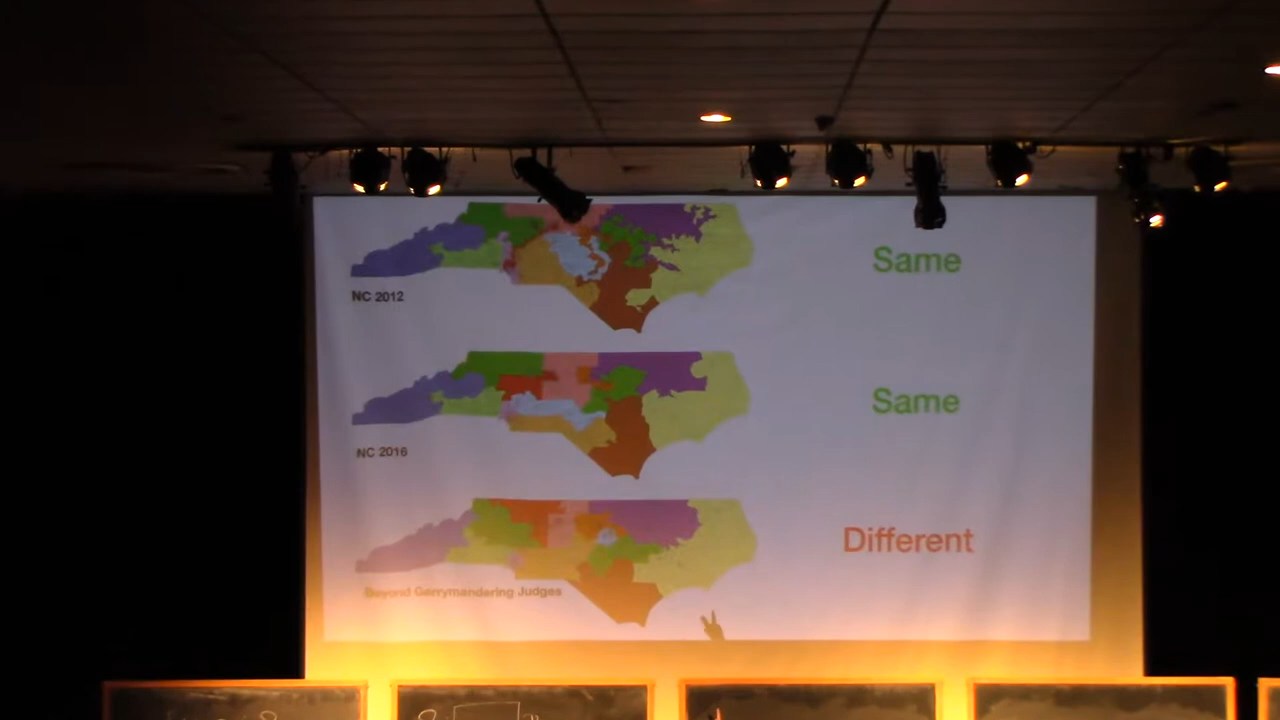 Same
NC 2012
Same
NC 2016
Different
Beyond Gerrymandering Judges